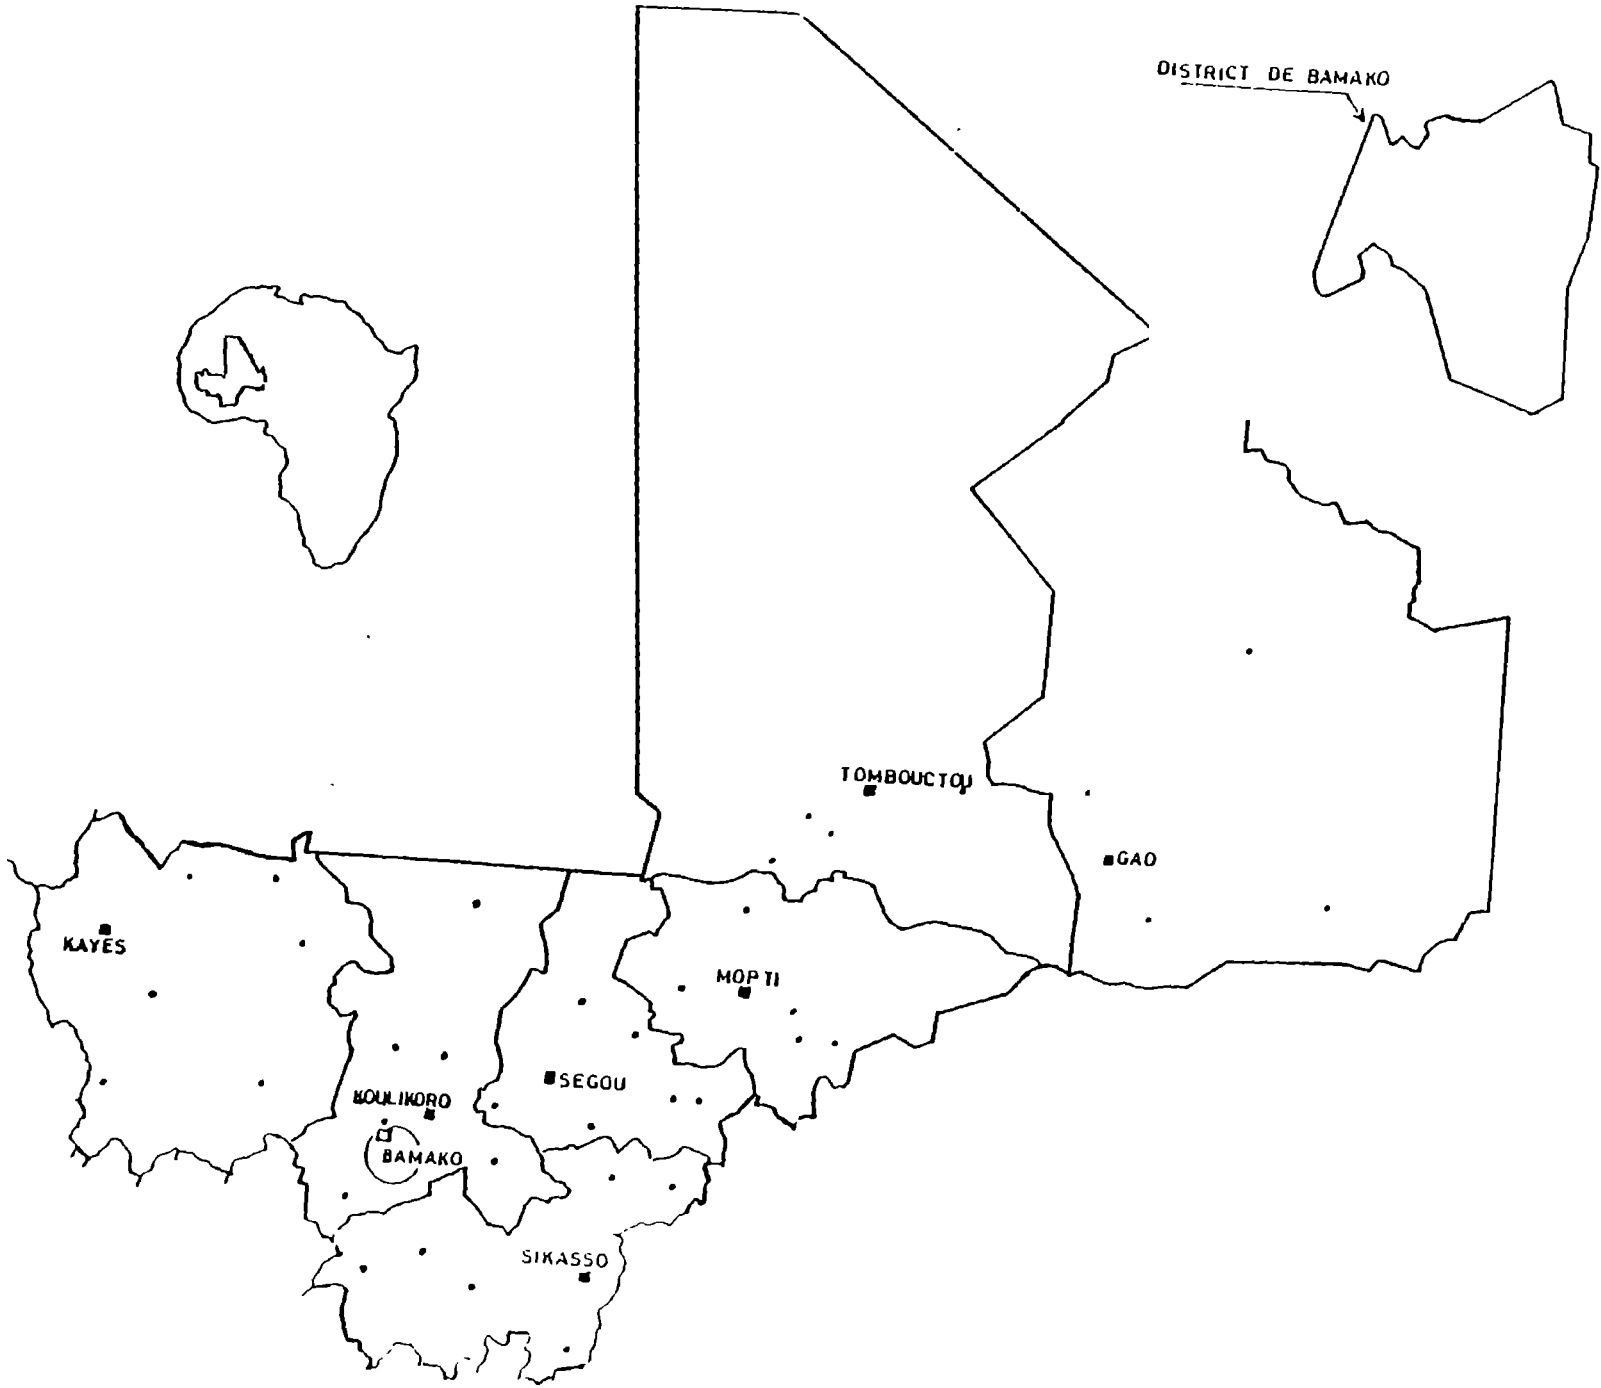 DISTRICT DE BAMAKO
TOMBOUCTOU
GAO
KAYES
MOPTI
SEGOU
KOULIKORO
BAMAKO
SIKASSO